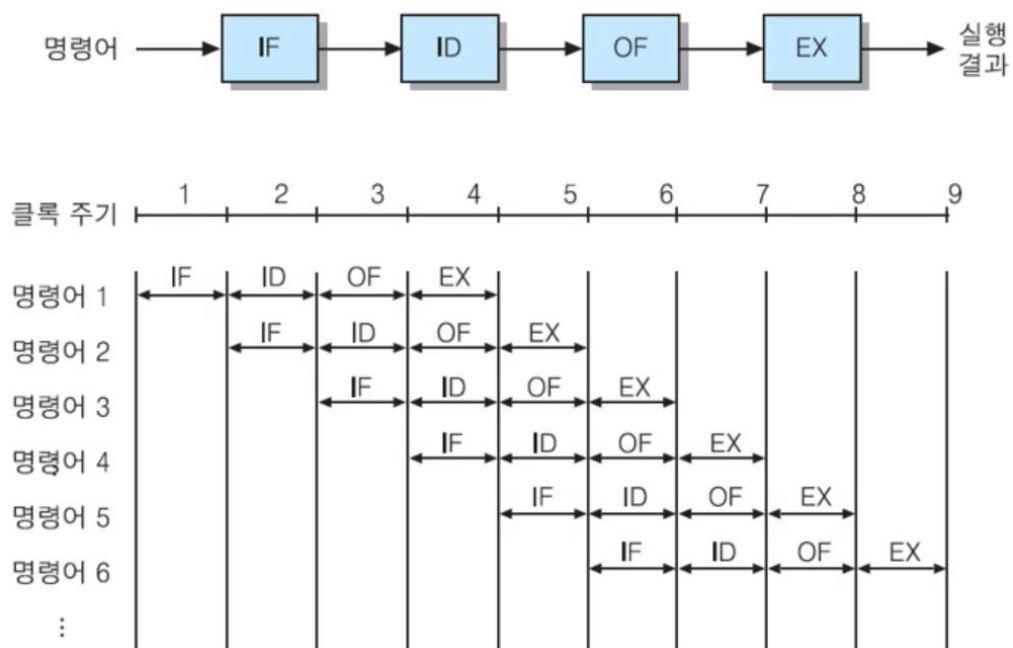 명령어 IF ID OF EX 실행
결과
클록 주기 1 2 3 4 5 6 7 8 9
명령어 1 IF ID OF EX
명령어 2 IF ID OF EX
명령어 3 IF ID OF EX
명령어 4 IF ID OF EX
명령어 5 IF ID OF EX
명령어 6 IF ID OF EX
⋮